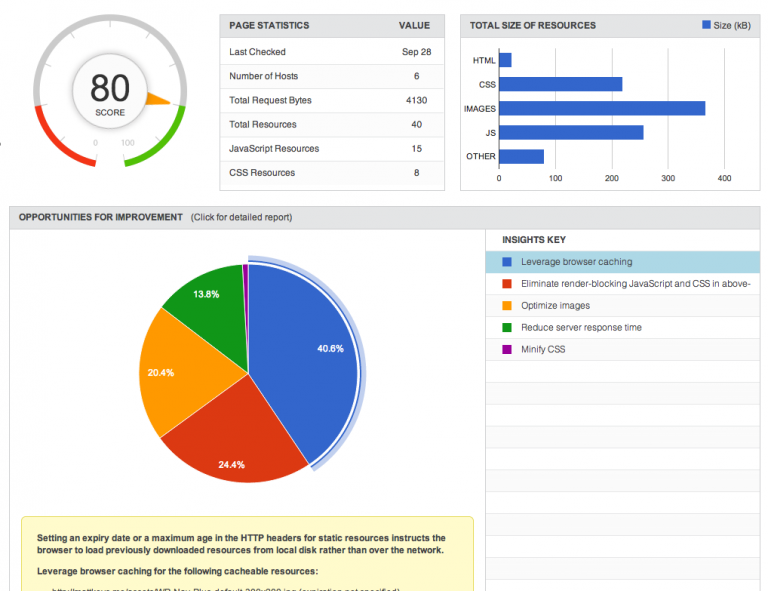 80
SCORE
0 100
PAGE STATISTICS VALUE
Last Checked Sep 28
Number of Hosts 6
Total Request Bytes 4130
Total Resources 40
JavaScript Resources 15
CSS Resources 8
TOTAL SIZE OF RESOURCES Size (kB)
HTML
CSS
IMAGES
JS
OTHER
0 100 200 300 400
OPPORTUNITIES FOR IMPROVEMENT (Click for detailed report)
40.6%
24.4%
20.4%
13.8%
INSIGHTS KEY
Leverage browser caching
Eliminate render-blocking JavaScript and CSS in above-
Optimize images
Reduce server response time
Minify CSS
Setting an expiry date or a maximum age in the HTTP headers for static resources instructs the
browser to load previously downloaded resources from local disk rather than over the network.
Leverage browser caching for the following cacheable resources: